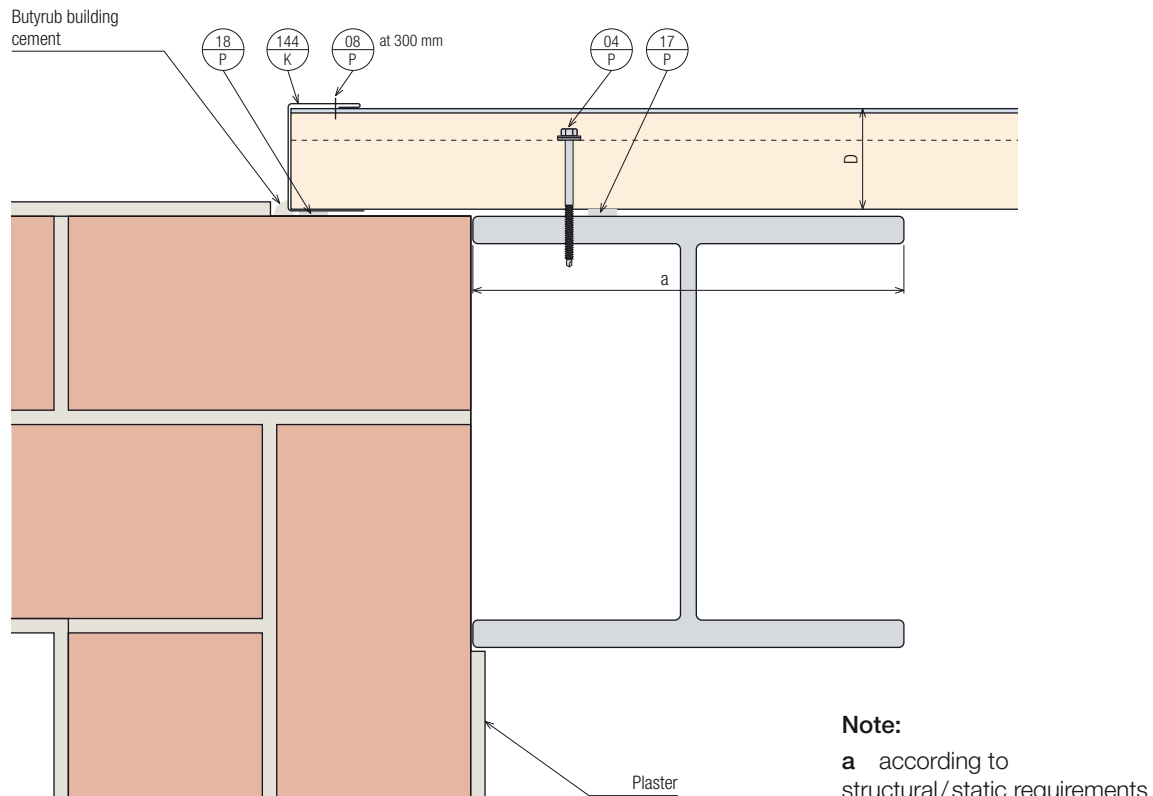 Butyrub building
cement
18
P
144
K
08
P
at 300 mm
04
P
17
P
D
a
Plaster
Note:
a according to
structural/static requirements